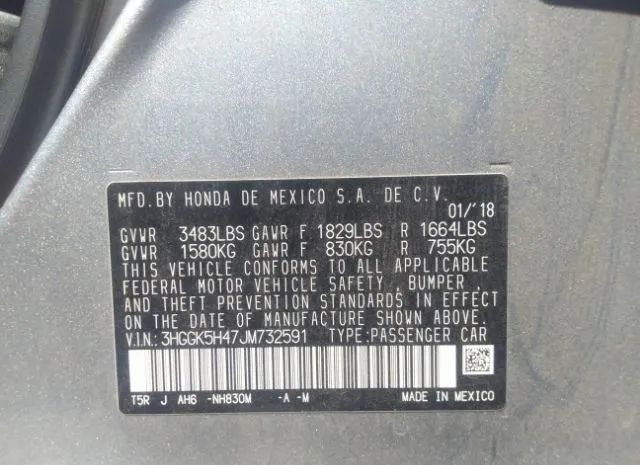 MFD.BY HONDA DE MEXICO S.A. DE C.V.
01/'18
GVWR 3483LBS GAWR F 1829LBS R 1664LBS
GVWR 1580KG GAWR F 830KG R 755KG
THIS VEHICLE CONFORMS TO ALL APPLICABLE
FEDERAL MOTOR VEHICLE SAFETY , BUMPER ,
AND THEFT PREVENTION STANDARDS IN EFFECT
ON THE DATE OF MANUFACTURE SHOWN ABOVE.
V.I.N.: 3HGGK5H47JM732591 TYPE:PASSENGER CAR
T5R J AH6 -NH830M -A -M MADE IN MEXICO